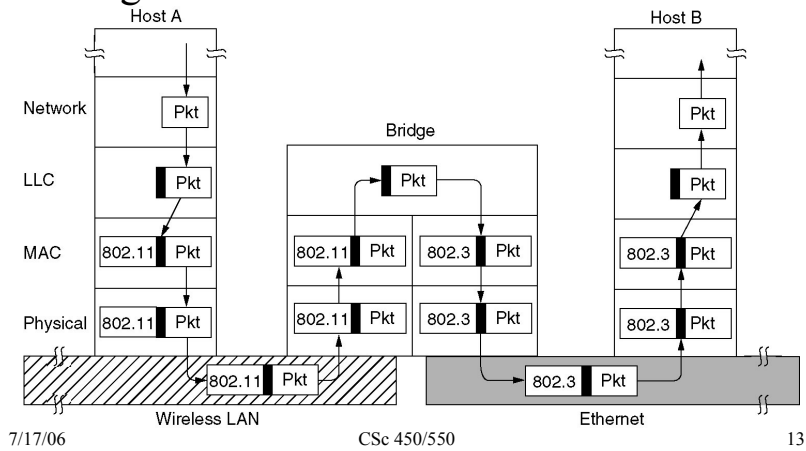 Host A
Host B
Network
Pkt
Pkt
Bridge
LLC
Pkt
Pkt
Pkt
MAC
802.11 Pkt
802.11 Pkt
802.3 Pkt
802.3 Pkt
Physical
802.11 Pkt
802.11 Pkt
802.3 Pkt
802.3 Pkt
802.11 Pkt
802.3 Pkt
Wireless LAN
Ethernet
7/17/06
CSc 450/550
13